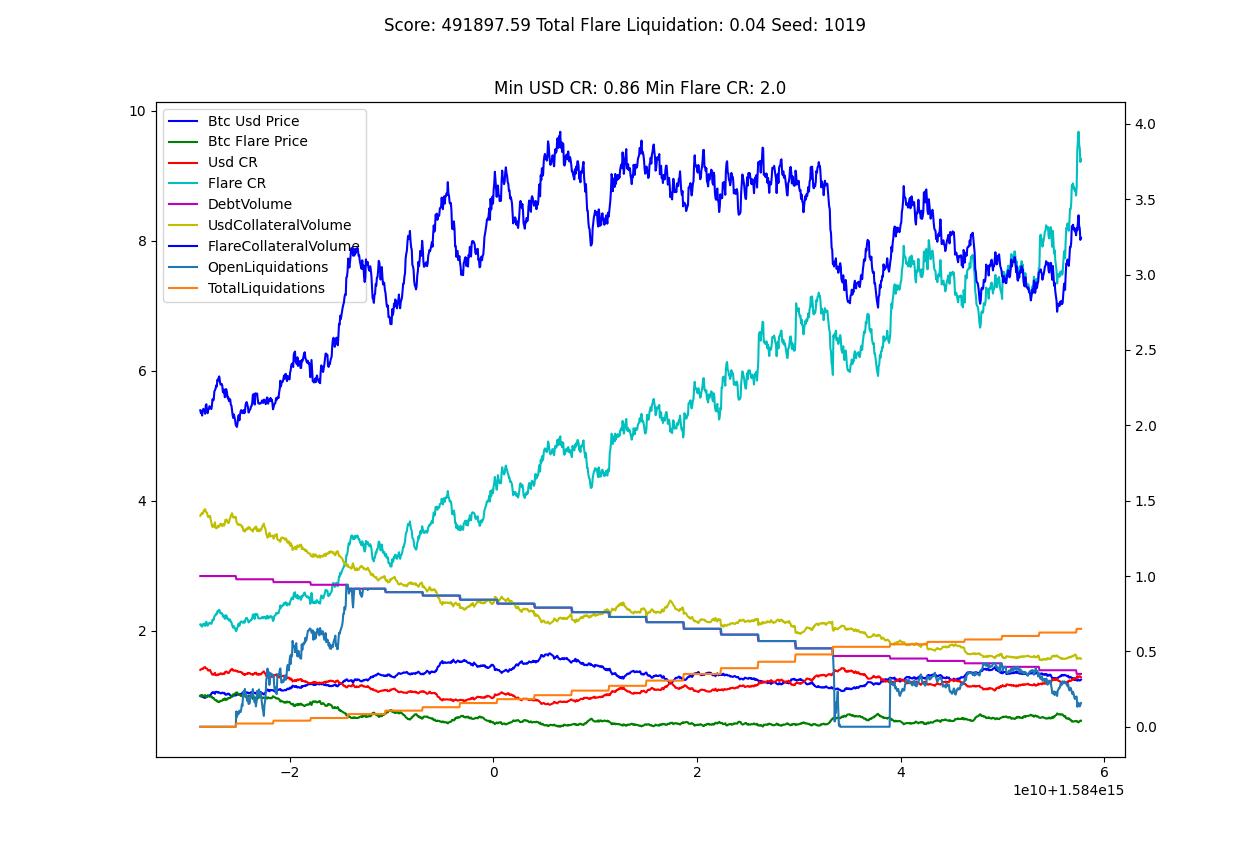 Score: 491897.59 Total Flare Liquidation: 0.04 Seed: 1019
Min USD CR: 0.86 Min Flare CR: 2.0
Btc Usd Price
Btc Flare Price
Usd CR
Flare CR
DebtVolume
UsdCollateralVolume
FlareCollateralVolume
OpenLiquidations
TotalLiquidations
10
8
6
4
2
4.0
3.5
3.0
2.5
2.0
1.5
1.0
0.5
0.0
−2
0
2
4
6
1e10+1.584e15